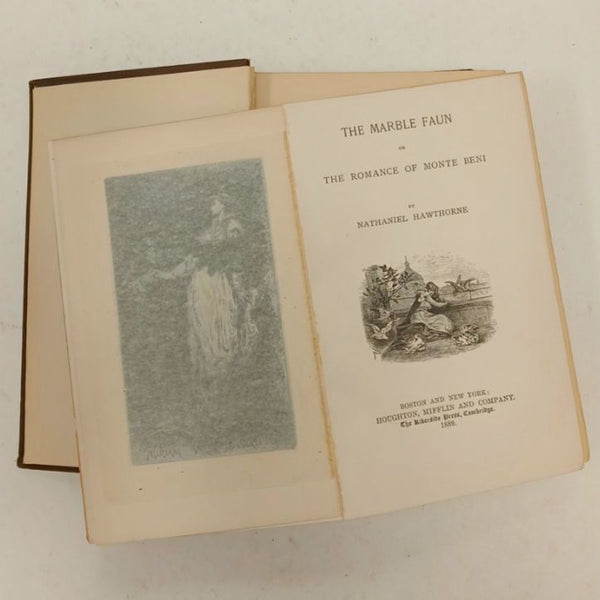 THE MARBLE FAUN
OR
THE ROMANCE OF MONTE BENI
BY
NATHANIEL HAWTHORNE
BOSTON AND NEW YORK:
HOUGHTON, MIFFLIN AND COMPANY.
The Riverside Press, Cambridge.
1889.